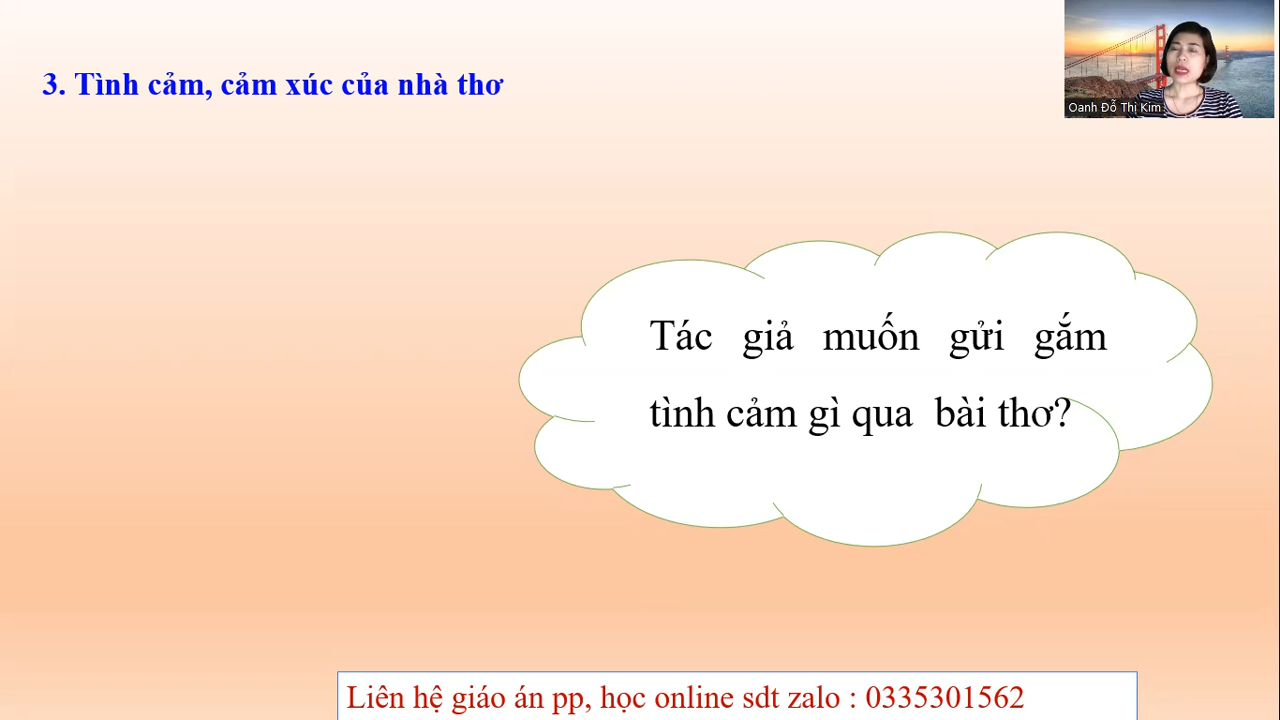 3. Tình cảm, cảm xúc của nhà thơ
Oanh Đỗ Thị Kim
Tác giả muốn gửi gắm
tình cảm gì qua bài thơ?
Liên hệ giáo án pp, học online sdt zalo : 0335301562